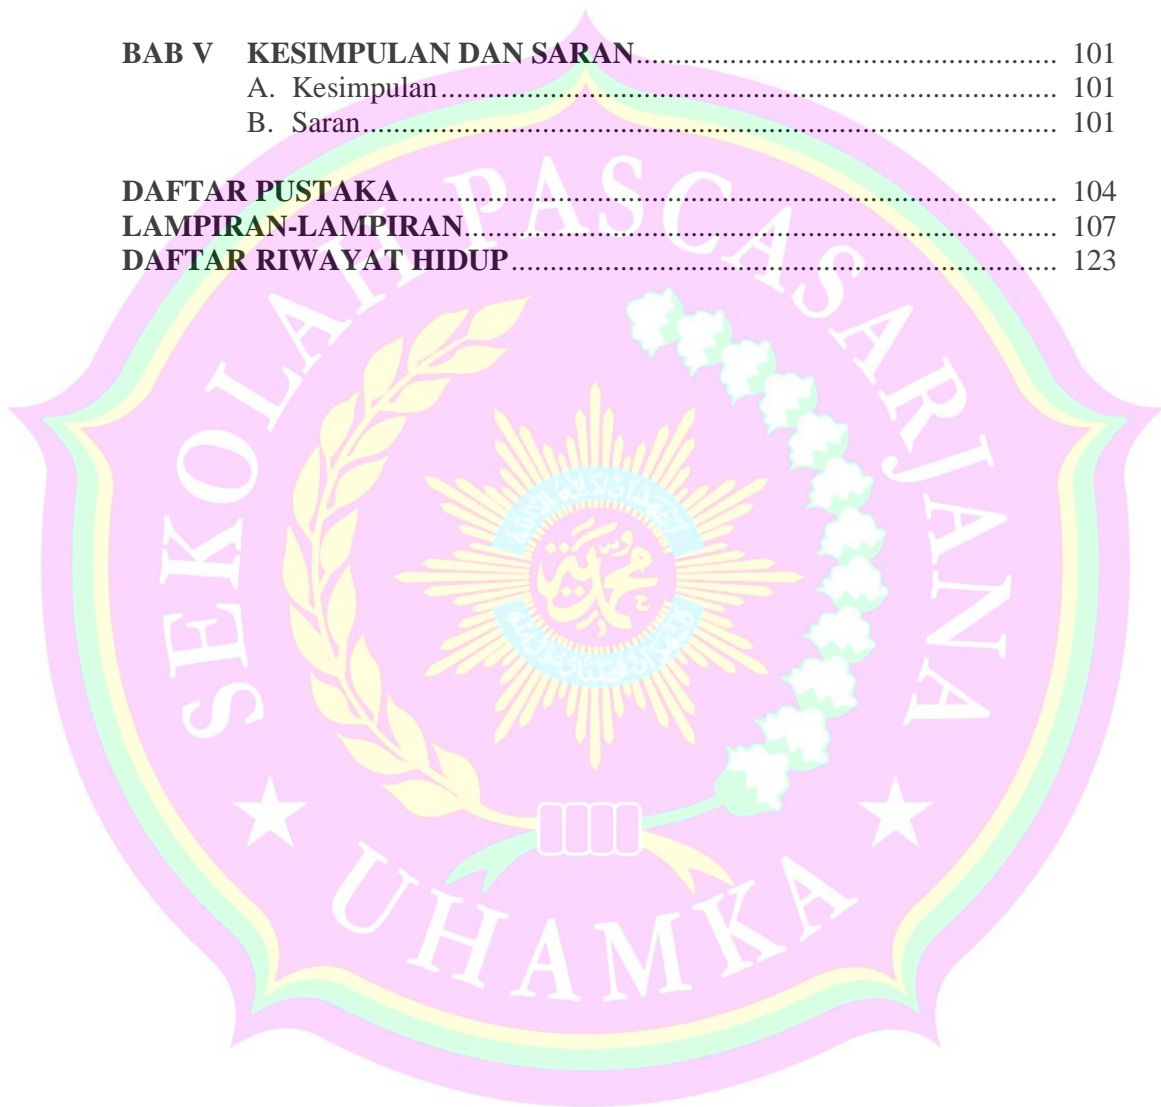 BAB V KESIMPULAN DAN SARAN ........................................................ 101
A. Kesimpulan ................................................................................ 101
B. Saran .......................................................................................... 101
DAFTAR PUSTAKA ...................................................................................... 104
LAMPIRAN-LAMPIRAN ............................................................................. 107
DAFTAR RIWAYAT HIDUP ....................................................................... 123
SEKOLAH PASCASARJANA
محمدية
UHAMKA